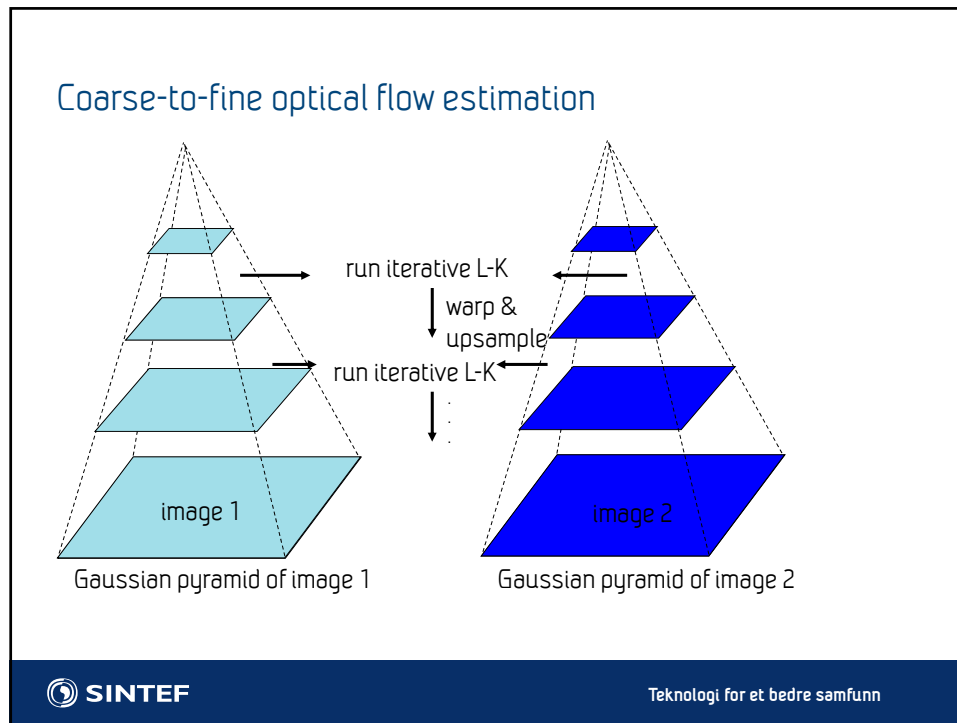 Coarse-to-fine optical flow estimation
run iterative L-K
warp &
upsample
run iterative L-K
.
.
.
image 1
image 2
Gaussian pyramid of image 1
Gaussian pyramid of image 2
SINTEF
Teknologi for et bedre samfunn